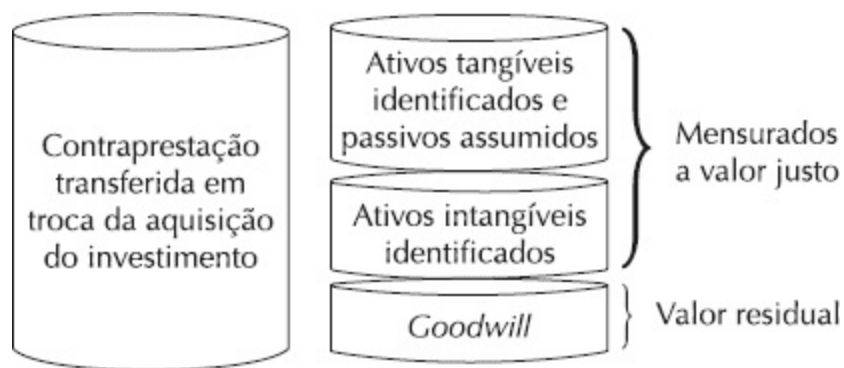 Contraprestação
transferida em
troca da aquisição
do investimento
Ativos tangíveis
identificados e
passivos assumidos
Ativos intangíveis
identificados
Goodwill
Mensurados
a valor justo
Valor residual